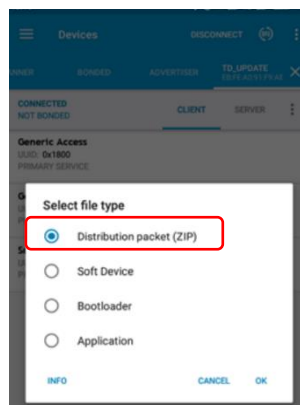 Devices
DISCONNECT
BONDED
ADVERTISER
TD_UPDATE
CONNECTED
NOT BONDED
CLIENT
SERVER
Generic Access
UUID: 0x1800
PRIMARY SERVICE
Select file type
Distribution packet (ZIP)
Soft Device
Bootloader
Application
INFO
CANCEL
OK